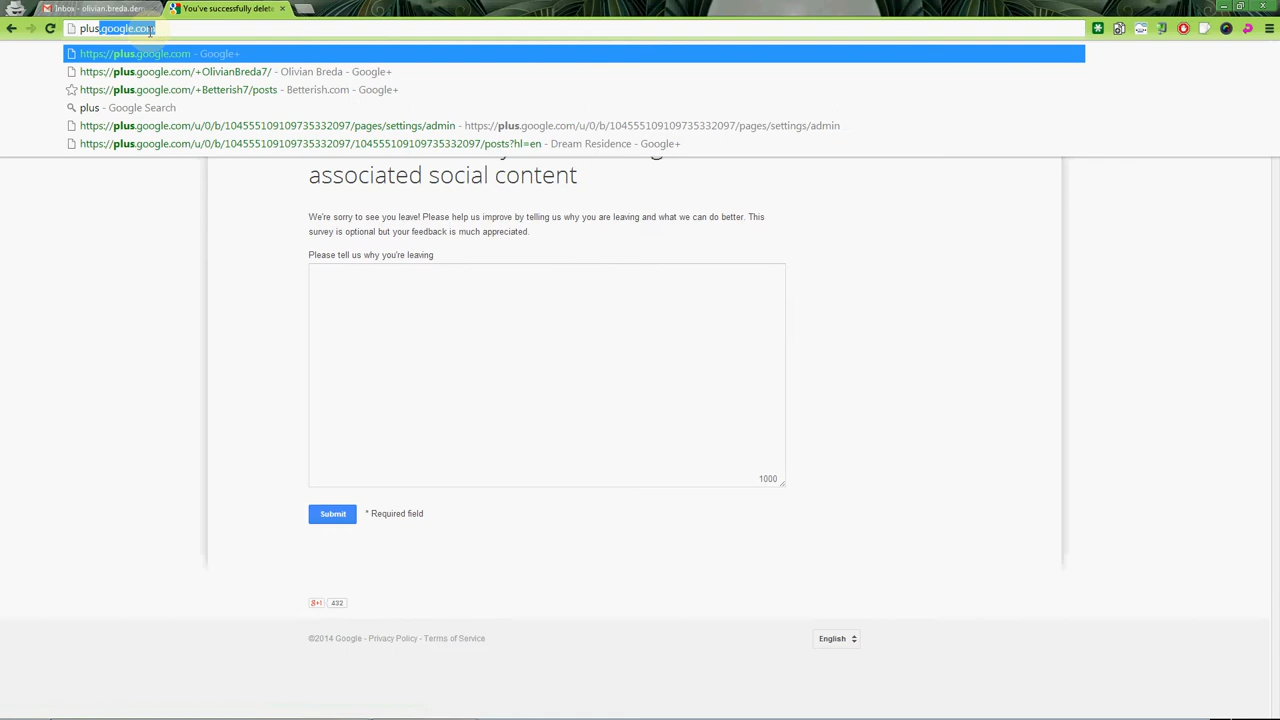 Inbox - olivian.breda.dem
You've successfully delete
plus.google.com
https://plus.google.com - Google+
https://plus.google.com/+OlivianBreda7/ - Olivian Breda - Google+
https://plus.google.com/+Betterish7/posts - Betterish.com - Google+
plus - Google Search
https://plus.google.com/u/0/b/104555109109735332097/pages/settings/admin - https://plus.google.com/u/0/b/104555109109735332097/pages/settings/admin
https://plus.google.com/u/0/b/104555109109735332097/104555109109735332097/posts?hl=en - Dream Residence - Google+
associated social content
We're sorry to see you leave! Please help us improve by telling us why you are leaving and what we can do better. This
survey is optional but your feedback is much appreciated.
Please tell us why you're leaving
1000
Submit
* Required field
g+1 432
©2014 Google - Privacy Policy - Terms of Service
English